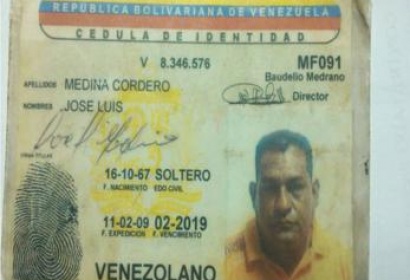 REPÚBLICA BOLIVARIANA DE VENEZUELA
CEDULA DE IDENTIDAD
V 8.346.576 MF091
Baudelio Medrano
Director
APELLIDOS MEDINA CORDERO
NOMBRES JOSE LUIS
FIRMA TITULAR
16-10-67 SOLTERO
F. NACIMIENTO EDO.CIVIL
11-02-09 02-2019
F. EXPEDICION F. VENCIMIENTO
VENEZOLANO